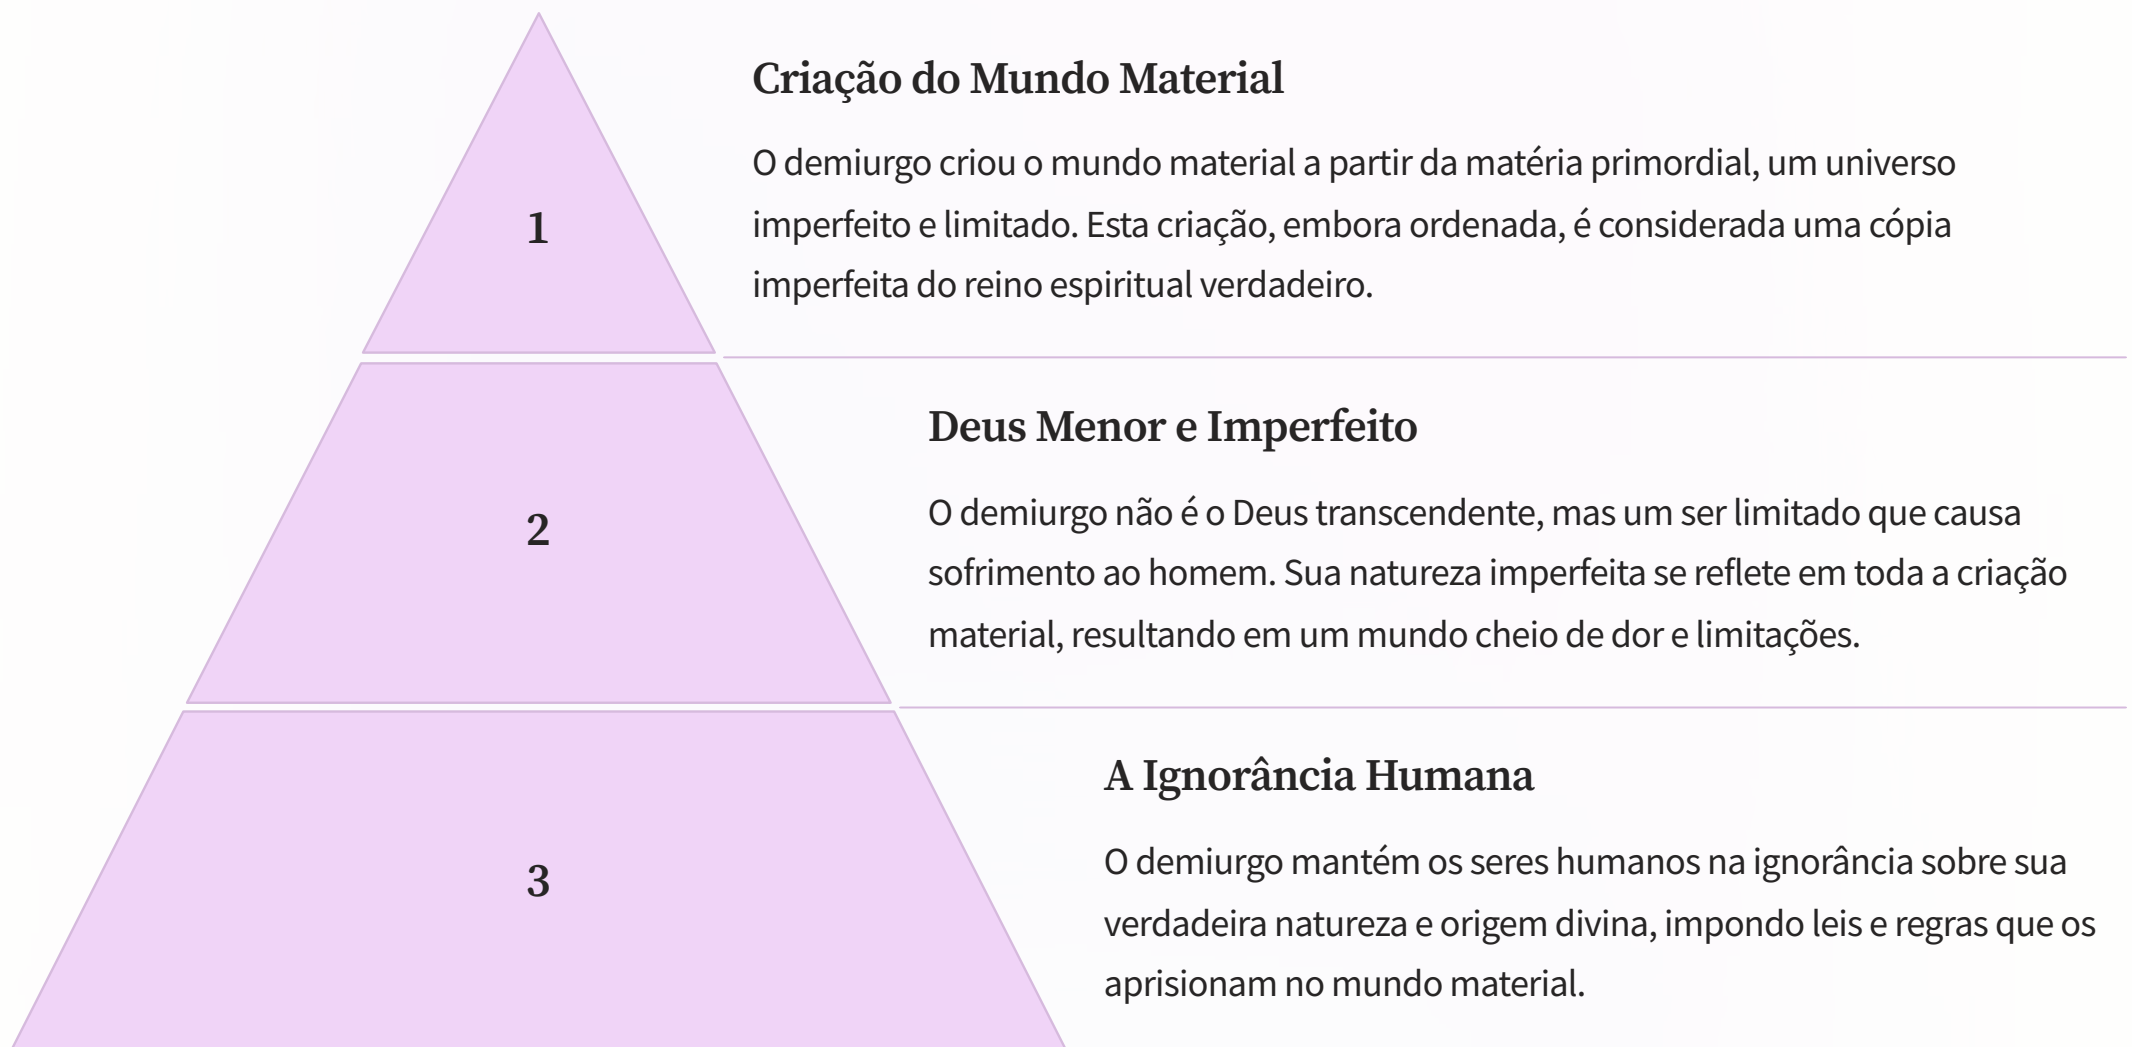 Criação do Mundo Material
O demiurgo criou o mundo material a partir da matéria primordial, um universo
imperfeito e limitado. Esta criação, embora ordenada, é considerada uma cópia
imperfeita do reino espiritual verdadeiro.
1
Deus Menor e Imperfeito
O demiurgo não é o Deus transcendente, mas um ser limitado que causa
sofrimento ao homem. Sua natureza imperfeita se reflete em toda a criação
material, resultando em um mundo cheio de dor e limitações.
2
A Ignorância Humana
O demiurgo mantém os seres humanos na ignorância sobre sua
verdadeira natureza e origem divina, impondo leis e regras que os
aprisionam no mundo material.
3